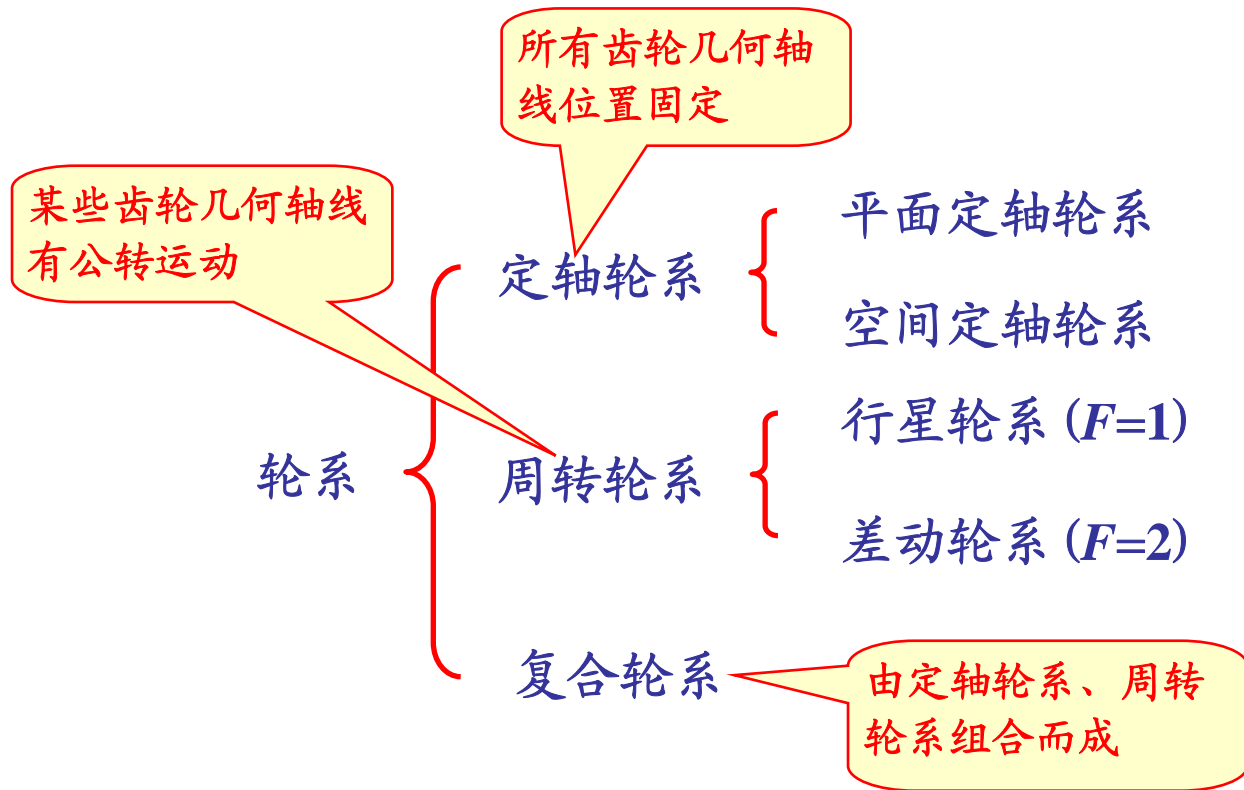 所有齿轮几何轴
线位置固定
某些齿轮几何轴线
有公转运动
平面定轴轮系
定轴轮系
空间定轴轮系
行星轮系 (F=1)
轮系
周转轮系
差动轮系 (F=2)
复合轮系
由定轴轮系、周转
轮系组合而成